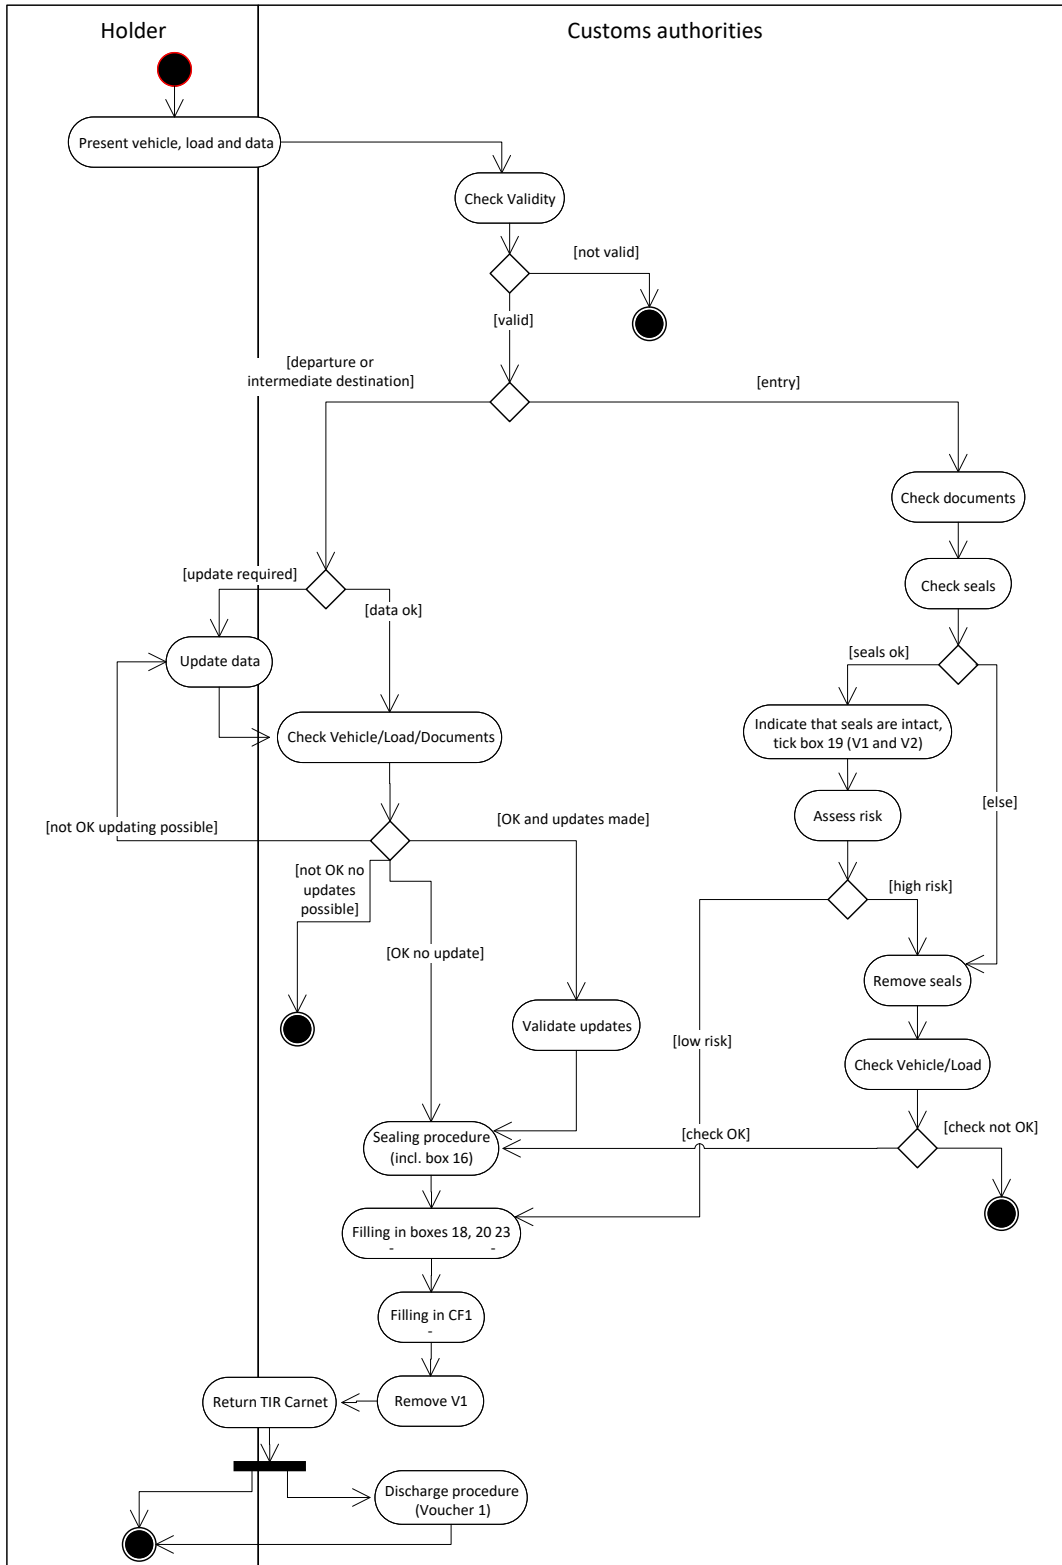 Holder
Customs authorities
Present vehicle, load and data
Check Validity
[not valid]
[valid]
[departure or
intermediate destination]
[entry]
Check documents
[update required]
[data ok]
Check seals
Update data
[seals ok]
Check Vehicle/Load/Documents
Indicate that seals are intact,
tick box 19 (V1 and V2)
[else]
Assess risk
[not OK updating possible]
[OK and updates made]
[not OK no
updates
possible]
[high risk]
[OK no update]
Remove seals
Validate updates
[low risk]
Check Vehicle/Load
Sealing procedure
(incl. box 16)
[check OK]
[check not OK]
Filling in boxes 18, 20 23
- -
Filling in CF1
-
Return TIR Carnet
Remove V1
Discharge procedure
(Voucher 1)